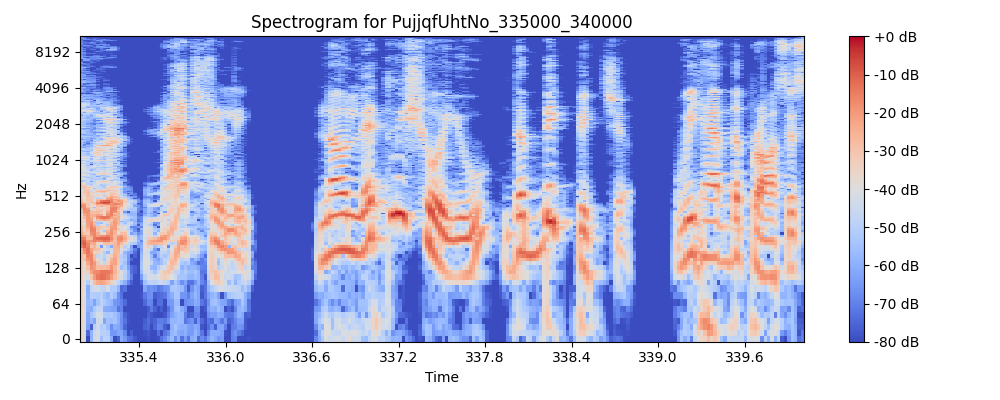 Spectrogram for PujjqfUhtNo_335000_340000
Hz
8192
4096
2048
1024
512
256
128
64
0
335.4 336.0 336.6 337.2 337.8 338.4 339.0 339.6
Time
+0 dB
-10 dB
-20 dB
-30 dB
-40 dB
-50 dB
-60 dB
-70 dB
-80 dB